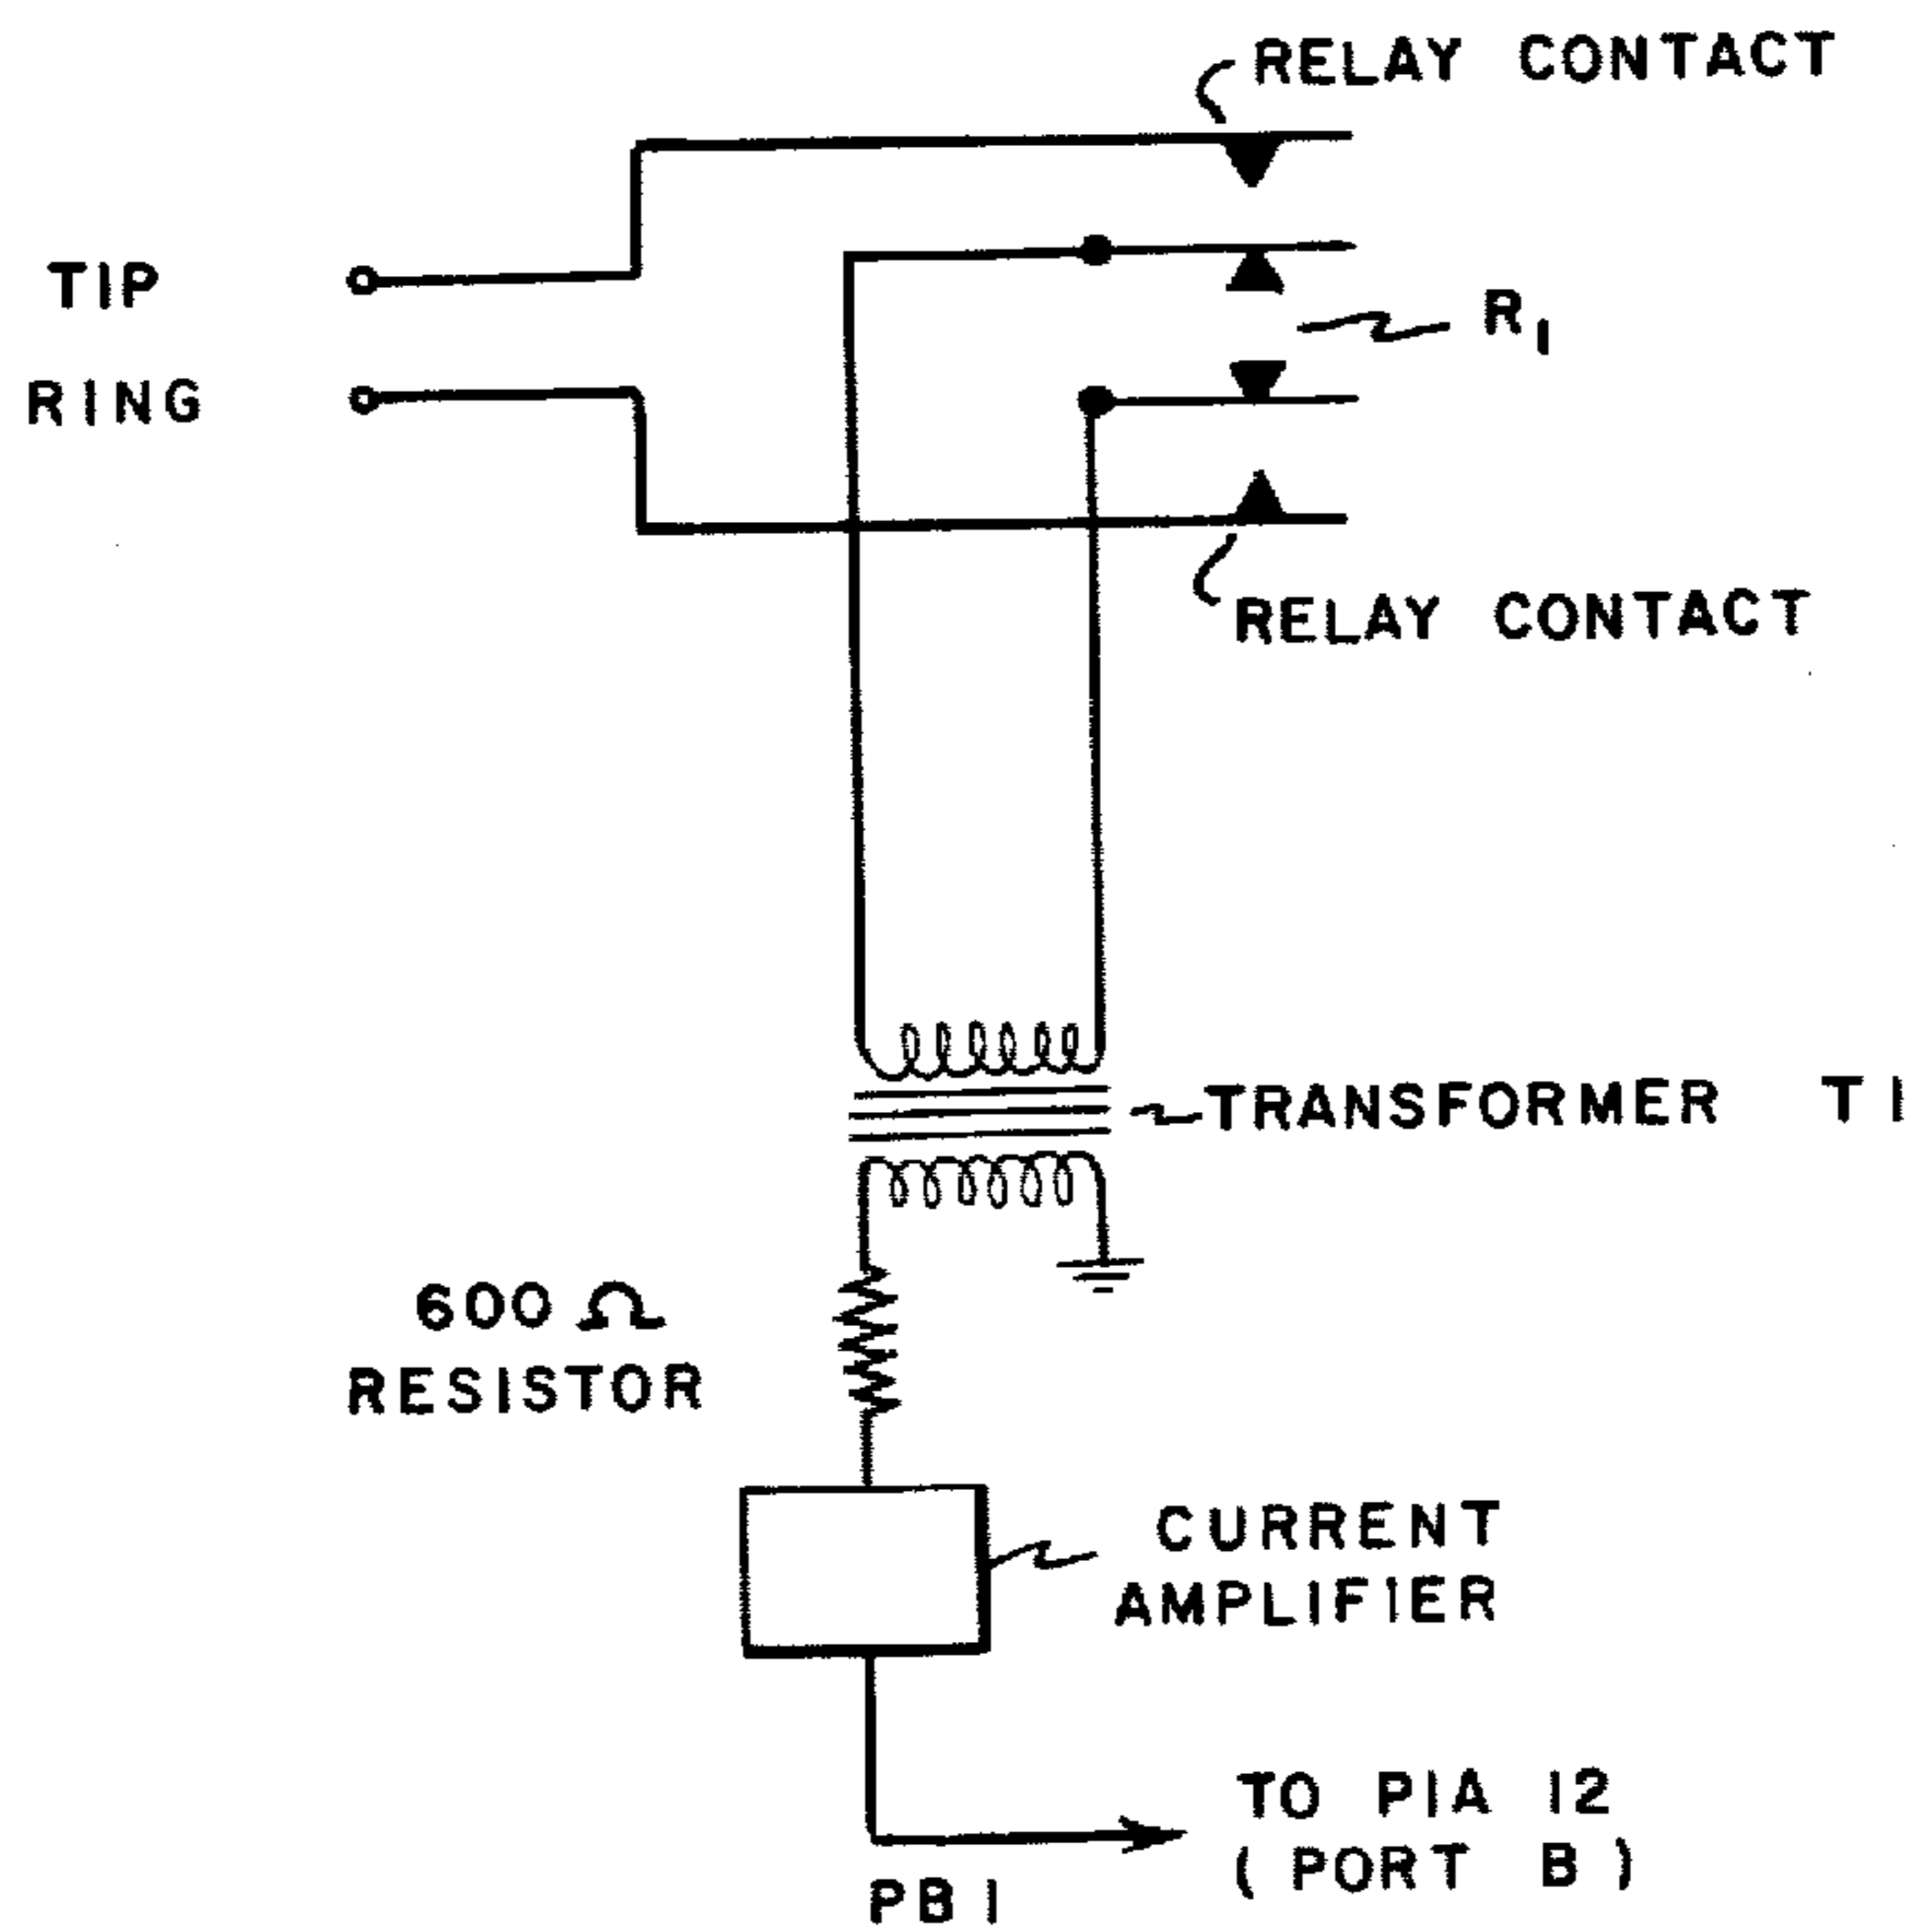 RELAY CONTACT
TIP
R1
RING
RELAY CONTACT
TRANSFORMER T1
600 Ω
RESISTOR
CURRENT
AMPLIFIER
TO PIA 12
(PORT B)
PB1